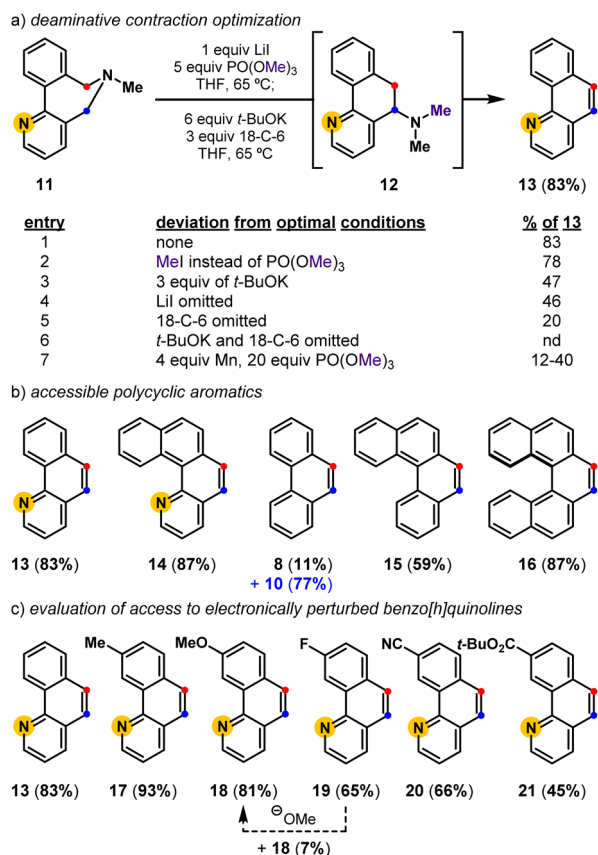 a) deaminative contraction optimization
1 equiv LiI
5 equiv PO(OMe)3
THF, 65 ºC;
6 equiv t-BuOK
3 equiv 18-C-6
THF, 65 ºC
N
Me
N
11
N
Me
N
Me
12
N
13 (83%)
entry deviation from optimal conditions % of 13
1 none 83
2 MeI instead of PO(OMe)3 78
3 3 equiv of t-BuOK 47
4 LiI omitted 46
5 18-C-6 omitted 20
6 t-BuOK and 18-C-6 omitted nd
7 4 equiv Mn, 20 equiv PO(OMe)3 12-40
b) accessible polycyclic aromatics
N N
13 (83%) 14 (87%) 8 (11%) 15 (59%) 16 (87%)
+ 10 (77%)
c) evaluation of access to electronically perturbed benzo[h]quinolines
Me MeO F NC t-BuO2C
N N N N N N
13 (83%) 17 (93%) 18 (81%) 19 (65%) 20 (66%) 21 (45%)
⊖OMe
+ 18 (7%)